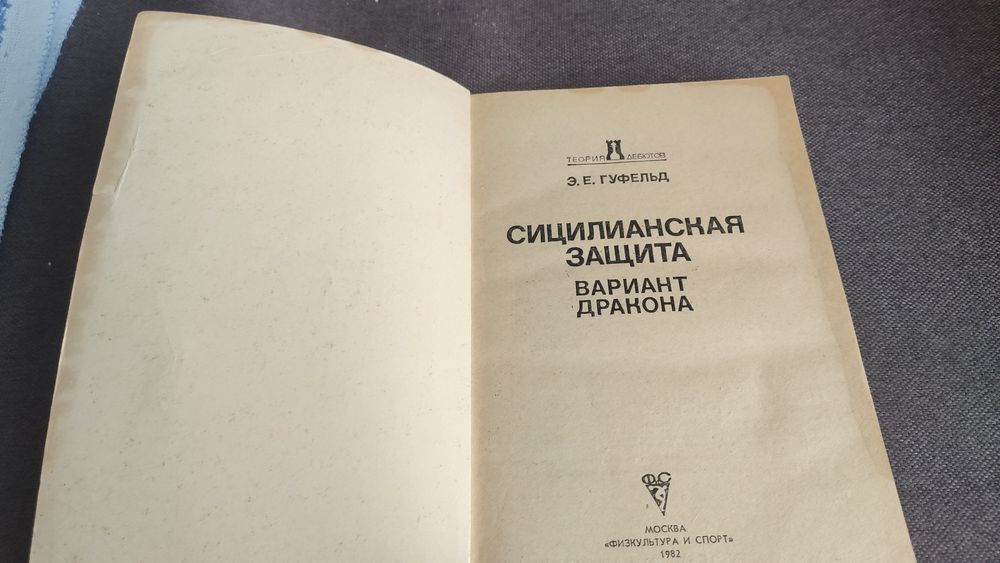 ТЕОРИЯ ДЕБЮТОВ
Э. Е. ГУФЕЛЬД
СИЦИЛИАНСКАЯ
ЗАЩИТА
ВАРИАНТ
ДРАКОНА
ФиС
МОСКВА
«ФИЗКУЛЬТУРА И СПОРТ»
1982